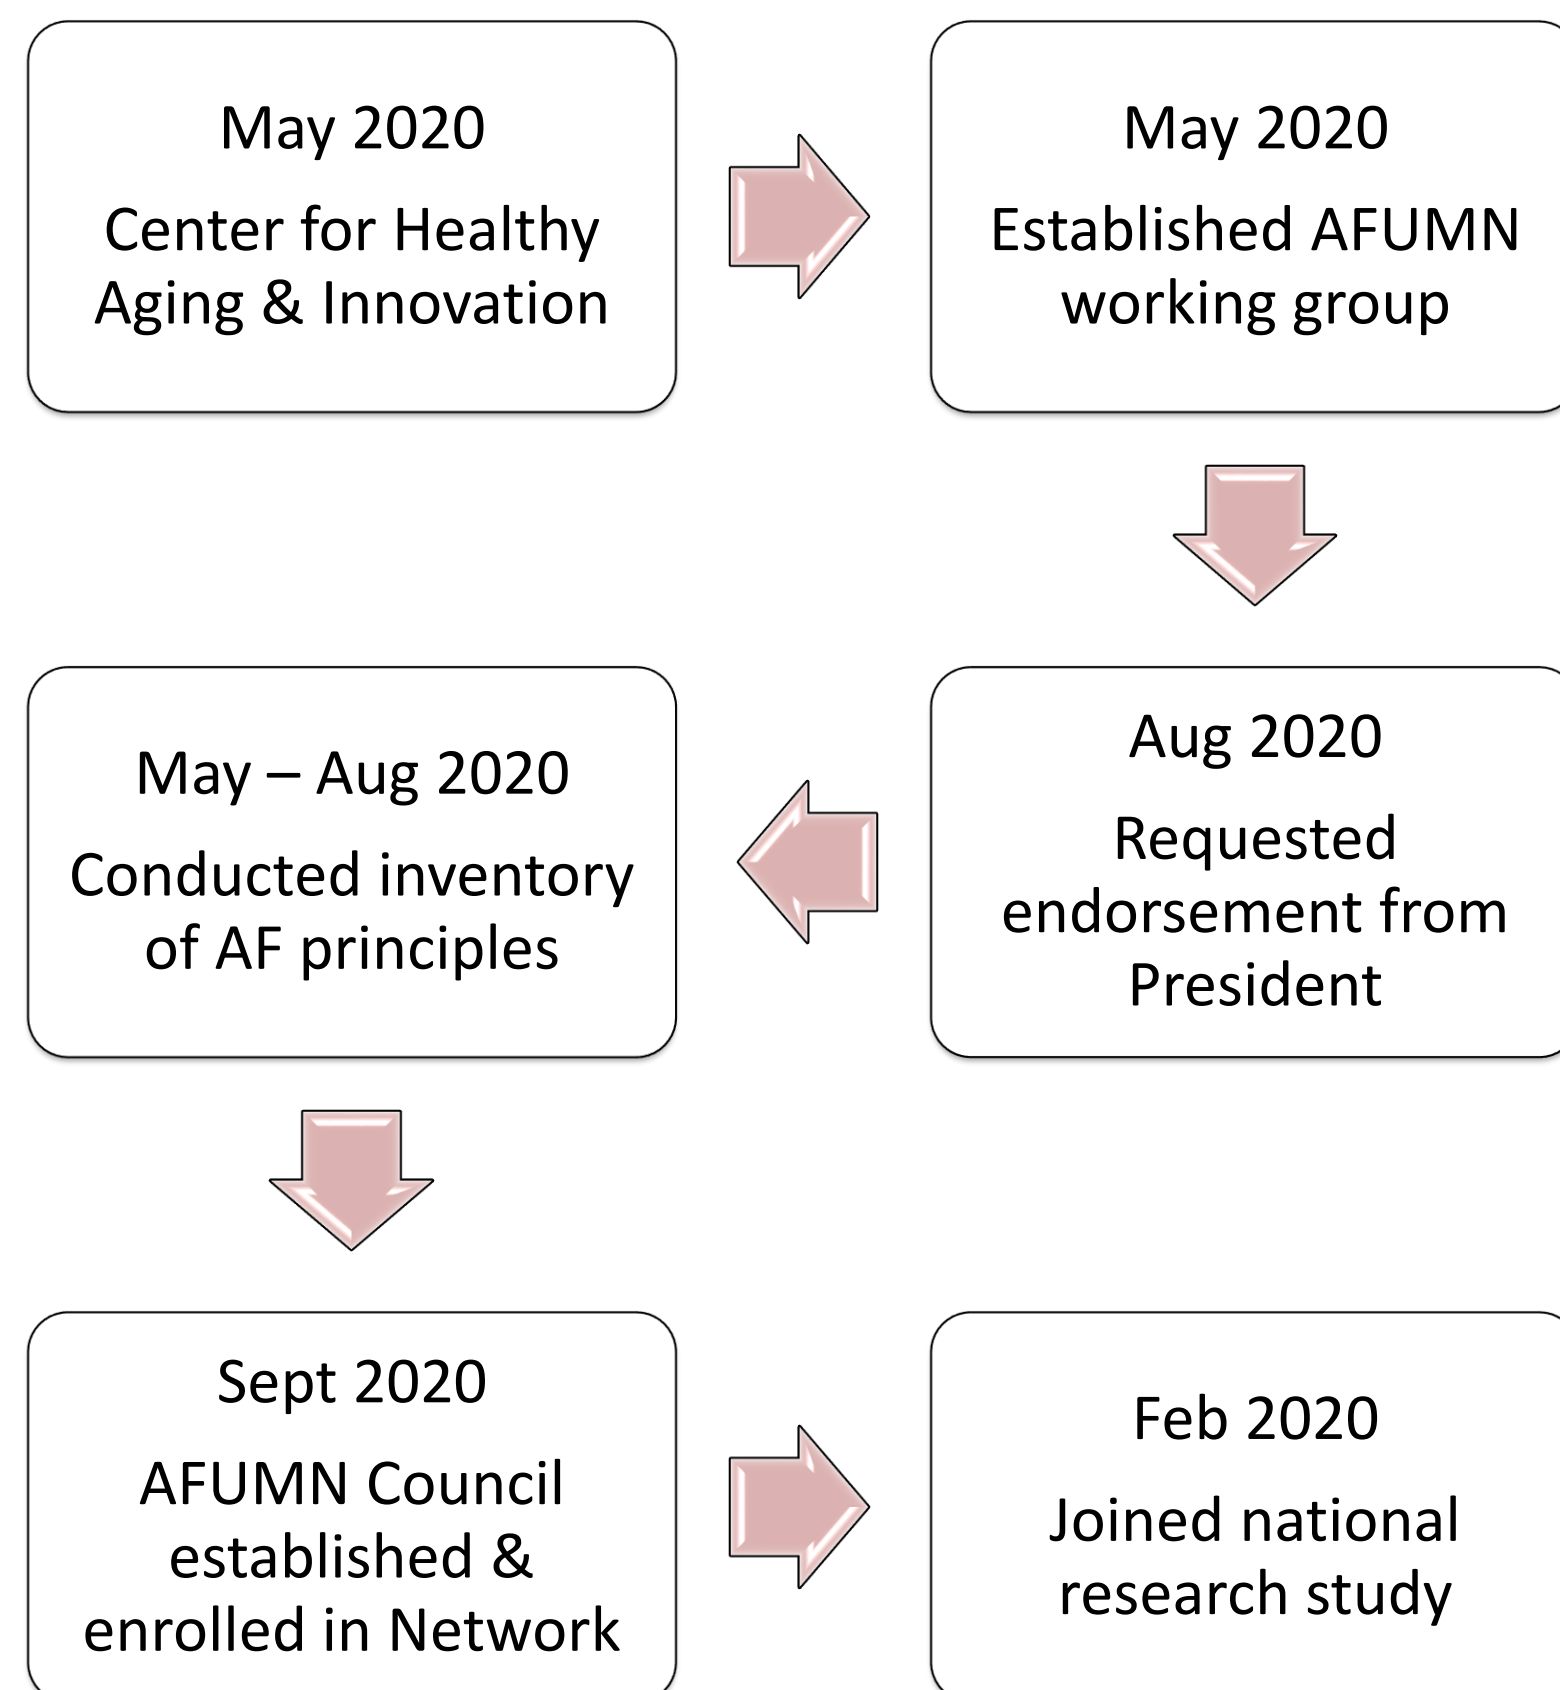 May 2020
Center for Healthy
Aging & Innovation
May 2020
Established AFUMN
working group
Aug 2020
Requested
endorsement from
President
May – Aug 2020
Conducted inventory
of AF principles
Sept 2020
AFUMN Council
established &
enrolled in Network
Feb 2020
Joined national
research study